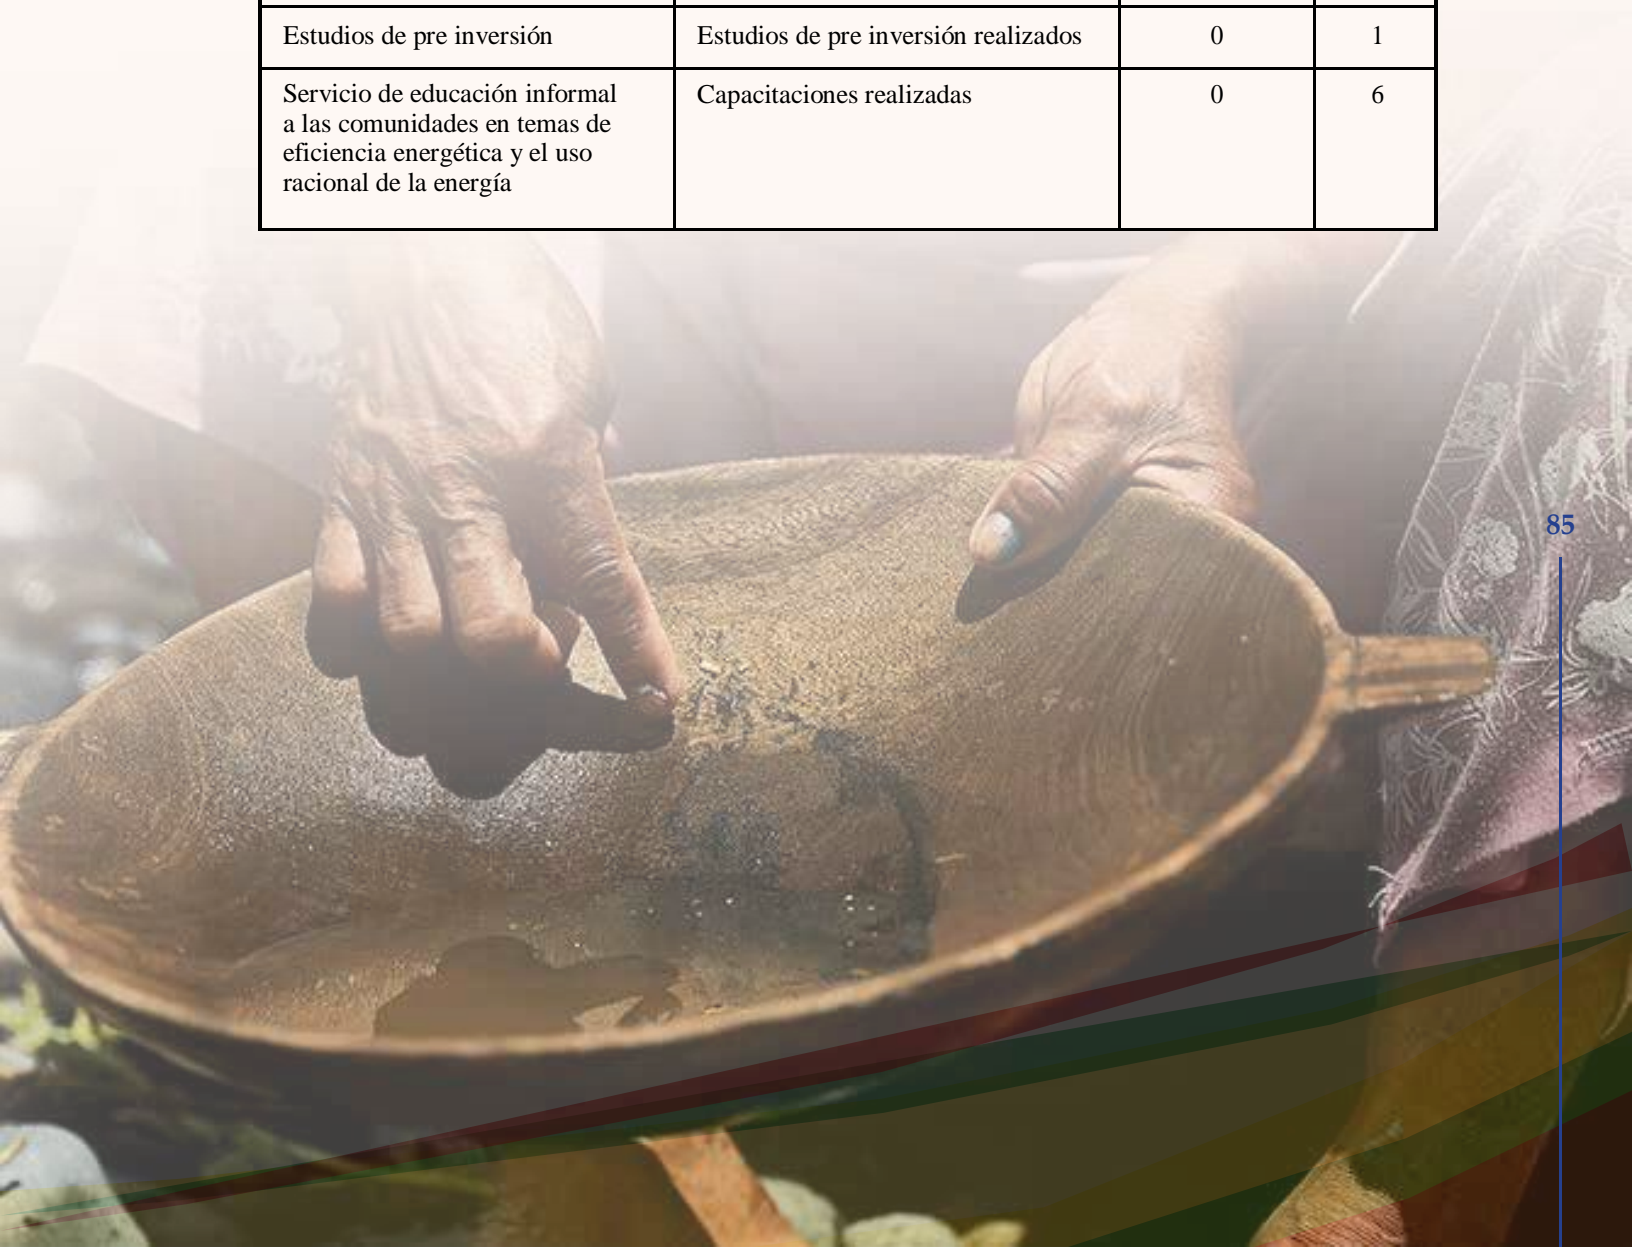 Estudios de pre inversión
Estudios de pre inversión realizados
0
1
Servicio de educación informal
a las comunidades en temas de
eficiencia energética y el uso
racional de la energía
Capacitaciones realizadas
0
6
85